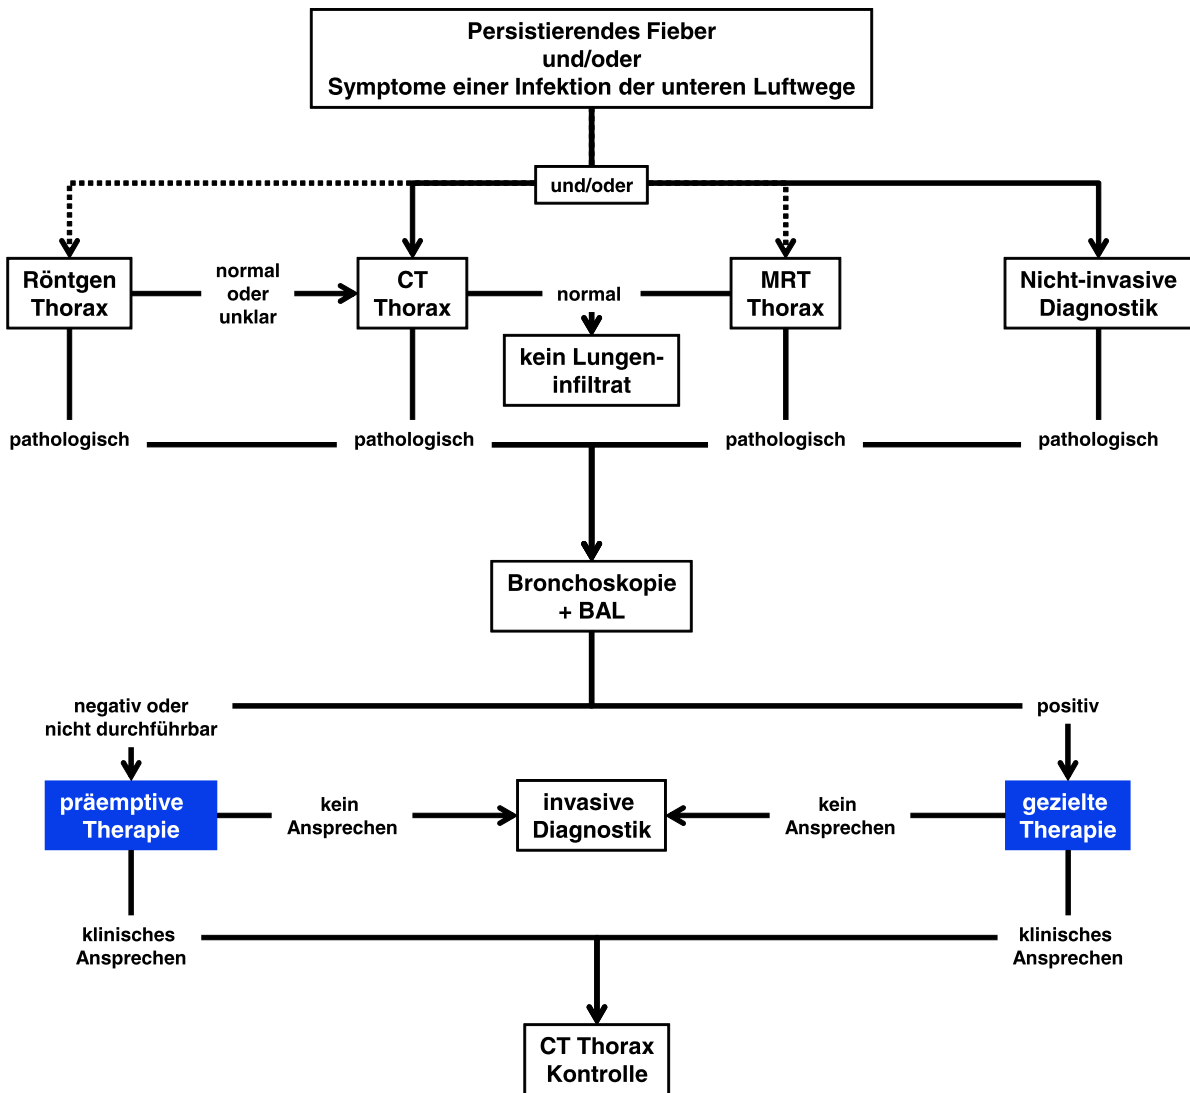 Persistierendes Fieber
und/oder
Symptome einer Infektion der unteren Luftwege
und/oder
Röntgen
Thorax
normal
oder
unklar
CT
Thorax
normal
MRT
Thorax
Nicht-invasive
Diagnostik
kein Lungen-
infiltrat
pathologisch
pathologisch
pathologisch
pathologisch
Bronchoskopie
+ BAL
negativ oder
nicht durchführbar
positiv
präemptive
Therapie
kein
Ansprechen
invasive
Diagnostik
kein
Ansprechen
gezielte
Therapie
klinisches
Ansprechen
klinisches
Ansprechen
CT Thorax
Kontrolle